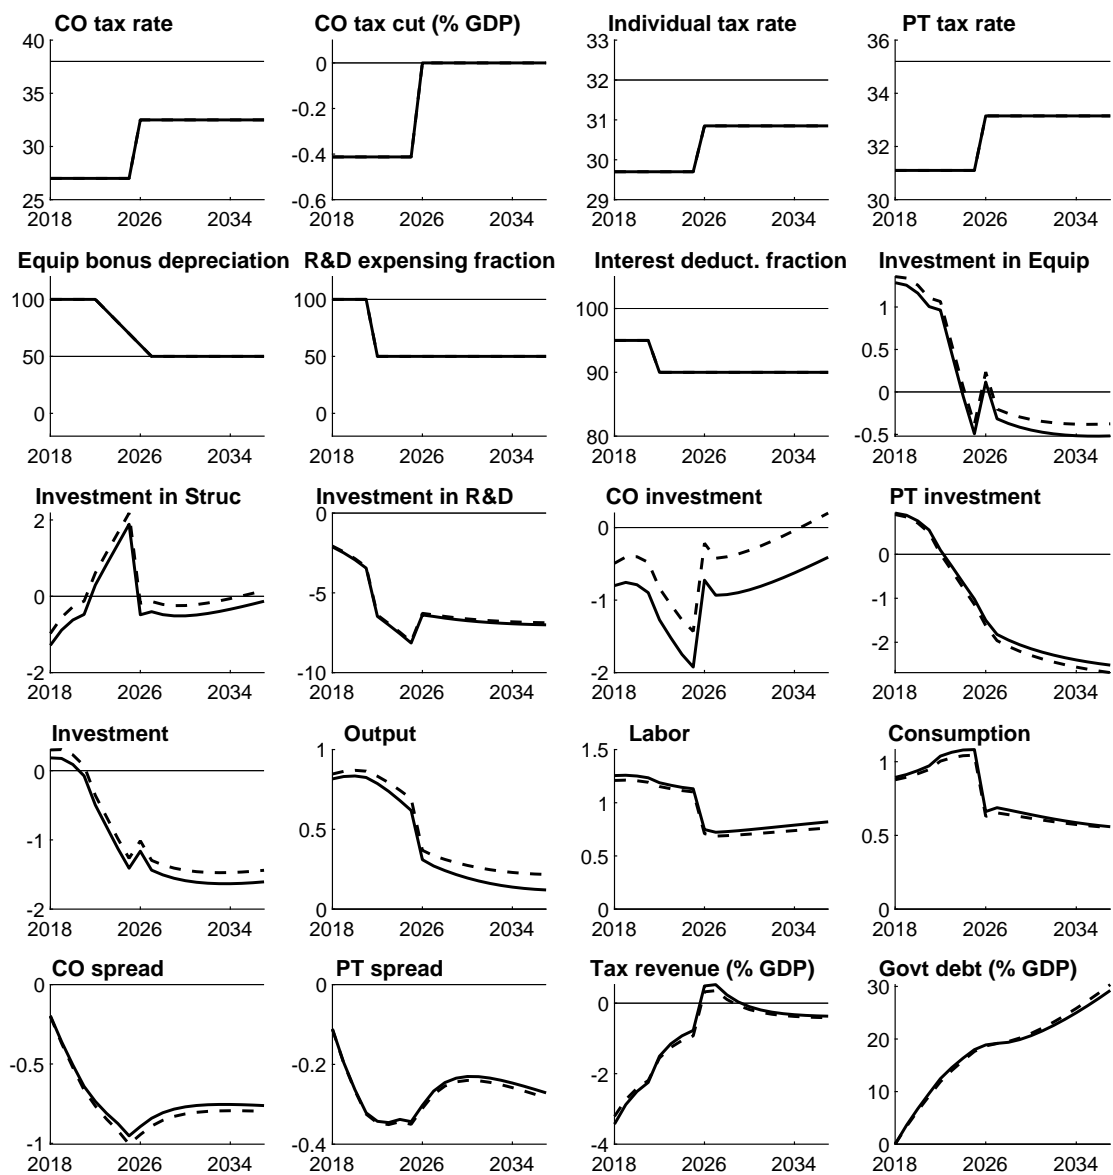 CO tax rate
40
35
30
25
2018 2026 2034
CO tax cut (% GDP)
0
-0.2
-0.4
-0.6
2018 2026 2034
Individual tax rate
33
32
31
30
29
2018 2026 2034
PT tax rate
36
34
33
31
30
2018 2026 2034
Equip bonus depreciation
100
50
0
2018 2026 2034
R&D expensing fraction
100
50
0
2018 2026 2034
Interest deduct. fraction
100
90
80
2018 2026 2034
Investment in Equip
1
0.5
0
-0.5
2018 2026 2034
Investment in Struc
2
0
-2
2018 2026 2034
Investment in R&D
0
-5
-10
2018 2026 2034
CO investment
0
-1
-2
2018 2026 2034
PT investment
0
-1
-2
2018 2026 2034
Investment
0
-1
-2
2018 2026 2034
Output
1
0.5
0
2018 2026 2034
Labor
1.5
1
0.5
0
2018 2026 2034
Consumption
1
0.5
0
2018 2026 2034
CO spread
0
-0.5
-1
2018 2026 2034
PT spread
0
-0.2
-0.4
2018 2026 2034
Tax revenue (% GDP)
0
-2
-4
2018 2026 2034
Govt debt (% GDP)
30
20
10
0
2018 2026 2034